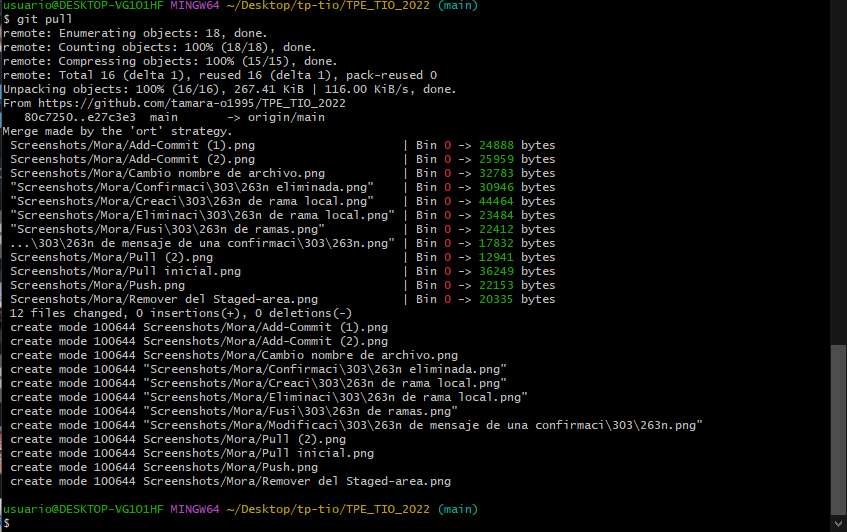 usuario@DESKTOP-VG1O1HF MINGW64 ~/Desktop/tp-tio/TPE_TIO_2022 (main)
$ git pull
remote: Enumerating objects: 18, done.
remote: Counting objects: 100% (18/18), done.
remote: Compressing objects: 100% (15/15), done.
remote: Total 16 (delta 1), reused 16 (delta 1), pack-reused 0
Unpacking objects: 100% (16/16), 267.41 KiB | 116.00 KiB/s, done.
From https://github.com/tamara-o1995/TPE_TIO_2022
   80c7250..e27c3e3  main       -> origin/main
Merge made by the 'ort' strategy.
 Screenshots/Mora/Add-Commit (1).png                     | Bin 0 -> 24888 bytes
 Screenshots/Mora/Add-Commit (2).png                     | Bin 0 -> 25959 bytes
 Screenshots/Mora/Cambio nombre de archivo.png           | Bin 0 -> 32783 bytes
 "Screenshots/Mora/Confirmaci\303\263n eliminada.png"    | Bin 0 -> 30946 bytes
 "Screenshots/Mora/Creaci\303\263n de rama local.png"    | Bin 0 -> 44464 bytes
 "Screenshots/Mora/Eliminaci\303\263n de rama local.png" | Bin 0 -> 23484 bytes
 "Screenshots/Mora/Fusi\303\263n de ramas.png"           | Bin 0 -> 22412 bytes
 ...\303\263n de mensaje de una confirmaci\303\263n.png" | Bin 0 -> 17832 bytes
 Screenshots/Mora/Pull (2).png                           | Bin 0 -> 12941 bytes
 Screenshots/Mora/Pull inicial.png                       | Bin 0 -> 36249 bytes
 Screenshots/Mora/Push.png                               | Bin 0 -> 22153 bytes
 Screenshots/Mora/Remover del Staged-area.png            | Bin 0 -> 20335 bytes
 12 files changed, 0 insertions(+), 0 deletions(-)
 create mode 100644 Screenshots/Mora/Add-Commit (1).png
 create mode 100644 Screenshots/Mora/Add-Commit (2).png
 create mode 100644 Screenshots/Mora/Cambio nombre de archivo.png
 create mode 100644 "Screenshots/Mora/Confirmaci\303\263n eliminada.png"
 create mode 100644 "Screenshots/Mora/Creaci\303\263n de rama local.png"
 create mode 100644 "Screenshots/Mora/Eliminaci\303\263n de rama local.png"
 create mode 100644 "Screenshots/Mora/Fusi\303\263n de ramas.png"
 create mode 100644 "Screenshots/Mora/Modificaci\303\263n de mensaje de una confirmaci\303\263n.png"
 create mode 100644 Screenshots/Mora/Pull (2).png
 create mode 100644 Screenshots/Mora/Pull inicial.png
 create mode 100644 Screenshots/Mora/Push.png
 create mode 100644 Screenshots/Mora/Remover del Staged-area.png
usuario@DESKTOP-VG1O1HF MINGW64 ~/Desktop/tp-tio/TPE_TIO_2022 (main)
$